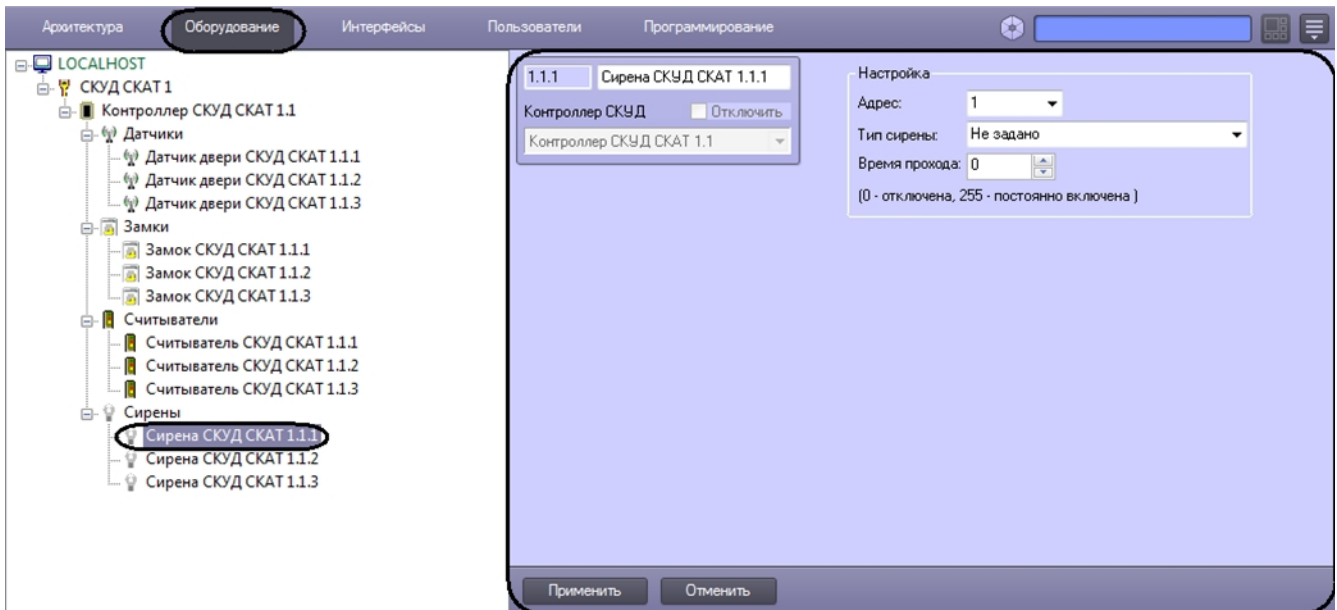 Архитектура Оборудование Интерфейсы Пользователи Программирование
LOCALHOST
СКУД СКАТ 1
Контроллер СКУД СКАТ 1.1
Датчики
Датчик двери СКУД СКАТ 1.1.1
Датчик двери СКУД СКАТ 1.1.2
Датчик двери СКУД СКАТ 1.1.3
Замки
Замок СКУД СКАТ 1.1.1
Замок СКУД СКАТ 1.1.2
Замок СКУД СКАТ 1.1.3
Считыватели
Считыватель СКУД СКАТ 1.1.1
Считыватель СКУД СКАТ 1.1.2
Считыватель СКУД СКАТ 1.1.3
Сирены
Сирена СКУД СКАТ 1.1.1
Сирена СКУД СКАТ 1.1.2
Сирена СКУД СКАТ 1.1.3
1.1.1 Сирена СКУД СКАТ 1.1.1
Контроллер СКУД Отключить
Контроллер СКУД СКАТ 1.1
Настройка
Адрес: 1
Тип сирены: Не задано
Время прохода: 0
(0 - отключена, 255 - постоянно включена )
Применить Отменить